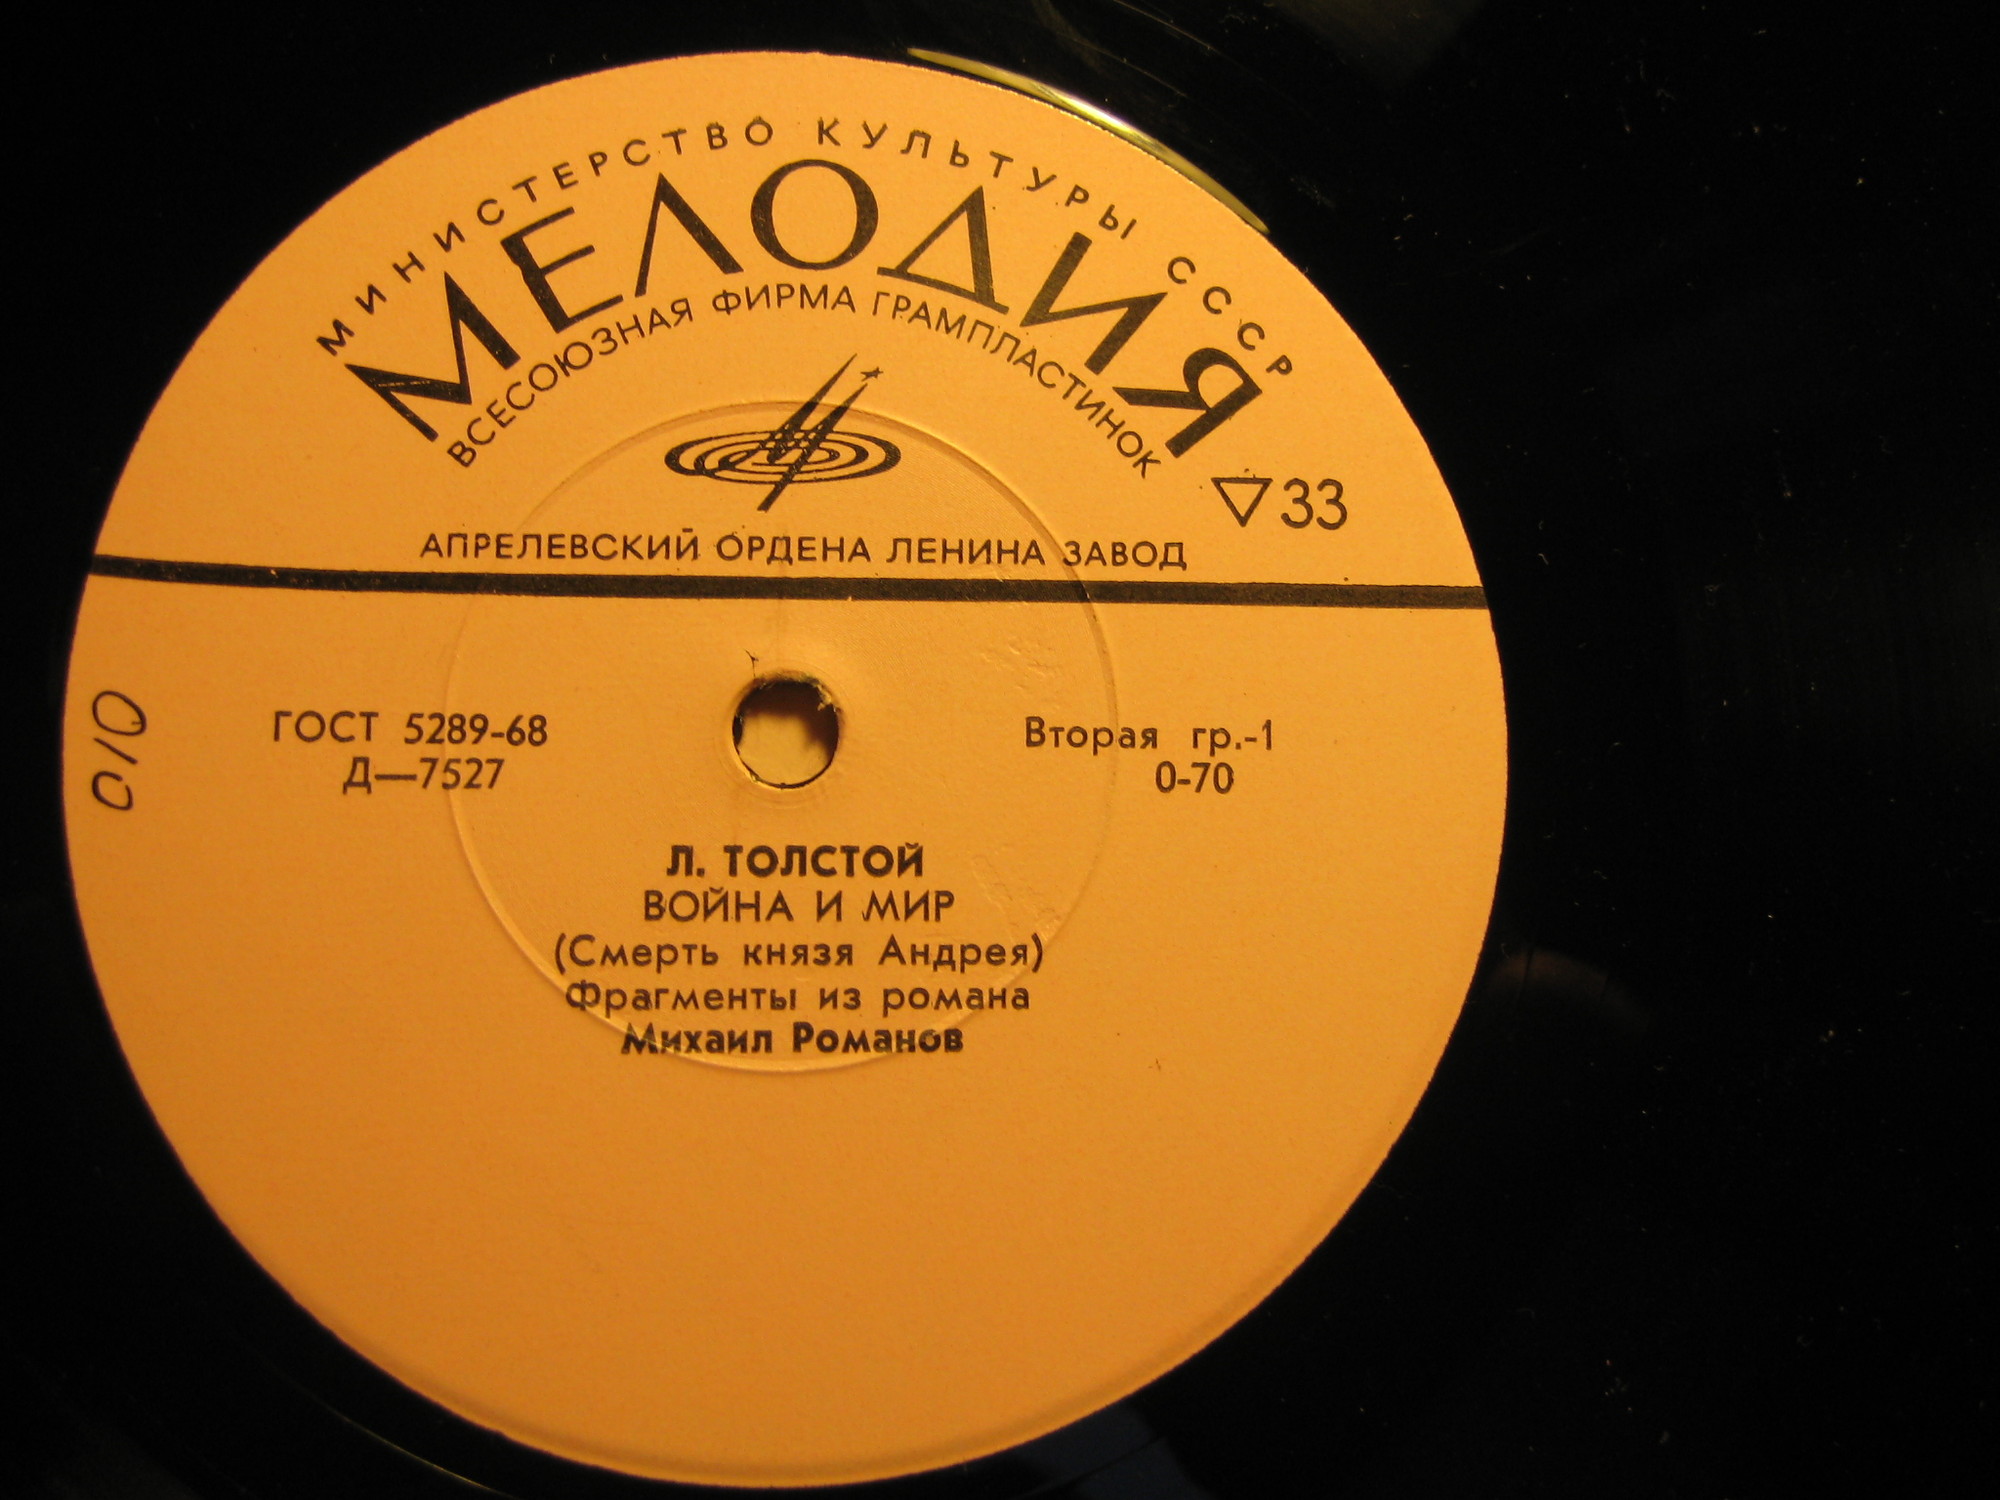 МИНИСТЕРСТВО КУЛЬТУРЫ СССР
МЕЛОДИЯ
ВСЕСОЮЗНАЯ ФИРМА ГРАМПЛАСТИНОК
33
АПРЕЛЕВСКИЙ ОРДЕНА ЛЕНИНА ЗАВОД
ГОСТ 5289-68
Д—7527
Вторая гр.-1
0-70
Л. ТОЛСТОЙ
ВОЙНА И МИР
(Смерть князя Андрея)
Фрагменты из романа
Михаил Романов